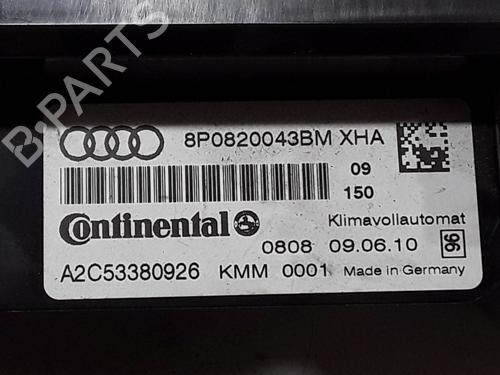 8P0820043BM XHA
09
150
Continental
Klimavollautomat
0808 09.06.10 96
A2C53380926 KMM 0001 Made in Germany
B-PARTS